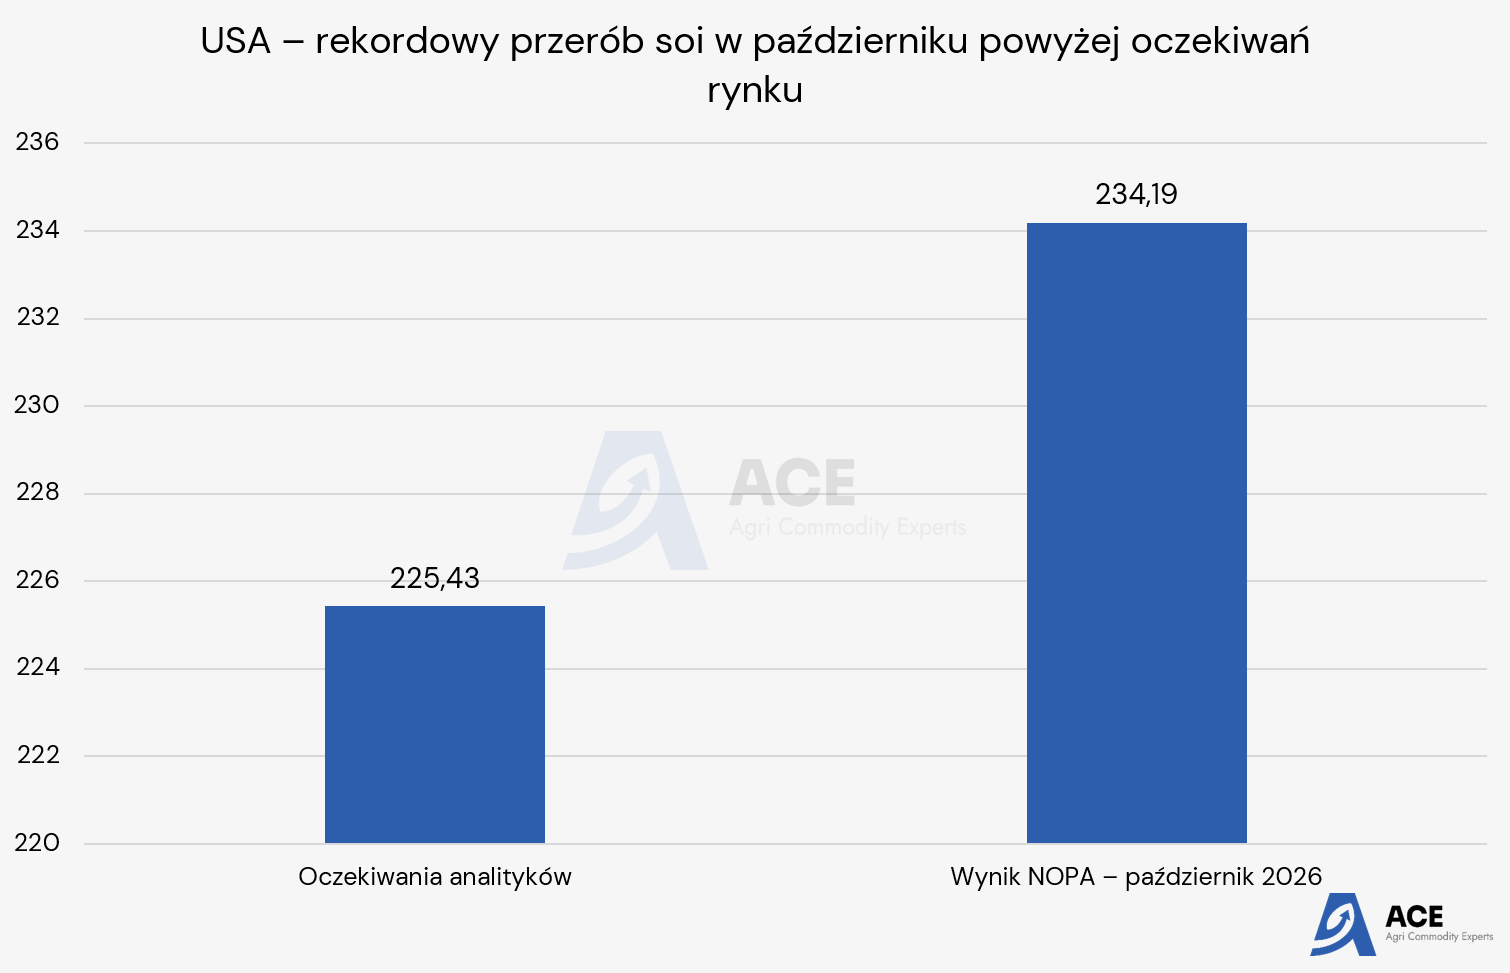 USA – rekordowy przerób soi w październiku powyżej oczekiwań
rynku
236
234,19
234
232
230
ACE
Agri Commodity Experts
228
226
225,43
224
222
220
Oczekiwania analityków
Wynik NOPA – październik 2026
ACE
Agri Commodity Experts